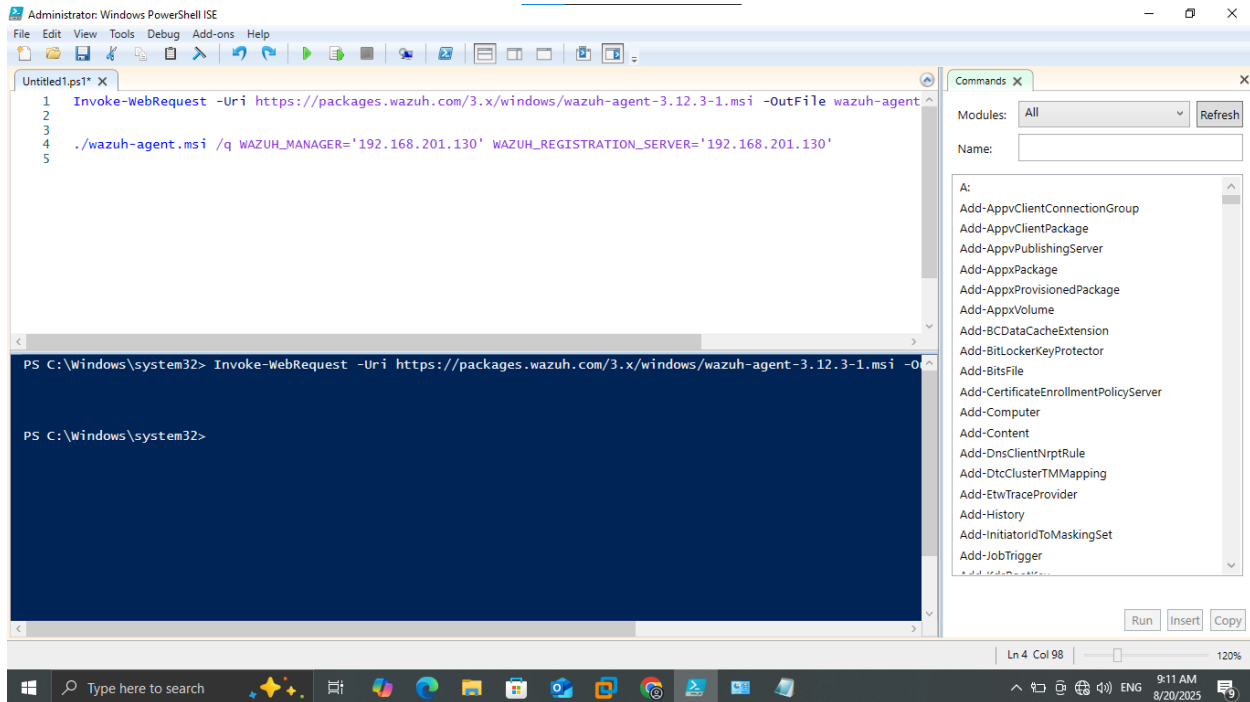 Administrator: Windows PowerShell ISE
File Edit View Tools Debug Add-ons Help
Untitled1.ps1* X
1 Invoke-WebRequest -Uri https://packages.wazuh.com/3.x/windows/wazuh-agent-3.12.3-1.msi -OutFile wazuh-agent
2
3
4 ./wazuh-agent.msi /q WAZUH_MANAGER='192.168.201.130' WAZUH_REGISTRATION_SERVER='192.168.201.130'
5
PS C:\Windows\system32> Invoke-WebRequest -Uri https://packages.wazuh.com/3.x/windows/wazuh-agent-3.12.3-1.msi
PS C:\Windows\system32>
Commands X
Modules: All Refresh
Name:
A:
Add-AppvClientConnectionGroup
Add-AppvClientPackage
Add-AppvPublishingServer
Add-AppxPackage
Add-AppxProvisionedPackage
Add-AppxVolume
Add-BCDataCacheExtension
Add-BitLockerKeyProtector
Add-BitsFile
Add-CertificateEnrollmentPolicyServer
Add-Computer
Add-Content
Add-DnsClientNrptRule
Add-DtcClusterTMMapping
Add-EtwTraceProvider
Add-History
Add-InitiatorIdToMaskingSet
Add-JobTrigger
Run Insert Copy
Ln 4 Col 98 120%
Type here to search
ENG 9:11 AM
8/20/2025
9